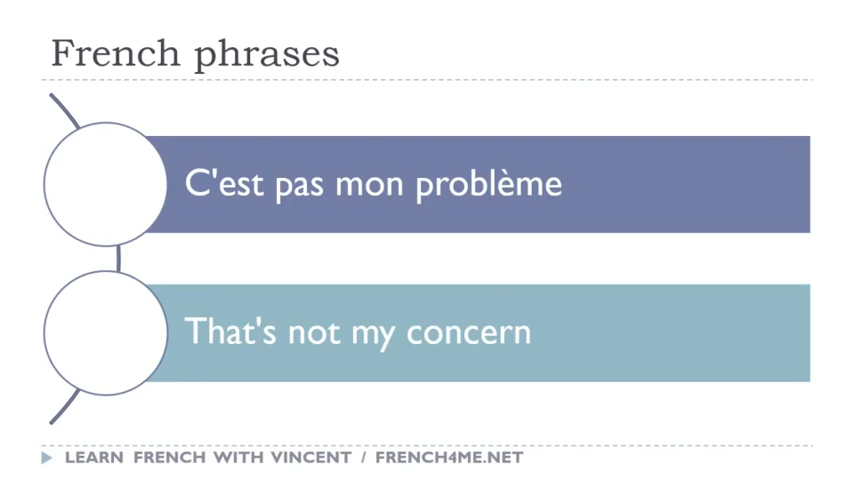 French phrases
C'est pas mon problème
That's not my concern
LEARN FRENCH WITH VINCENT / FRENCH4ME.NET